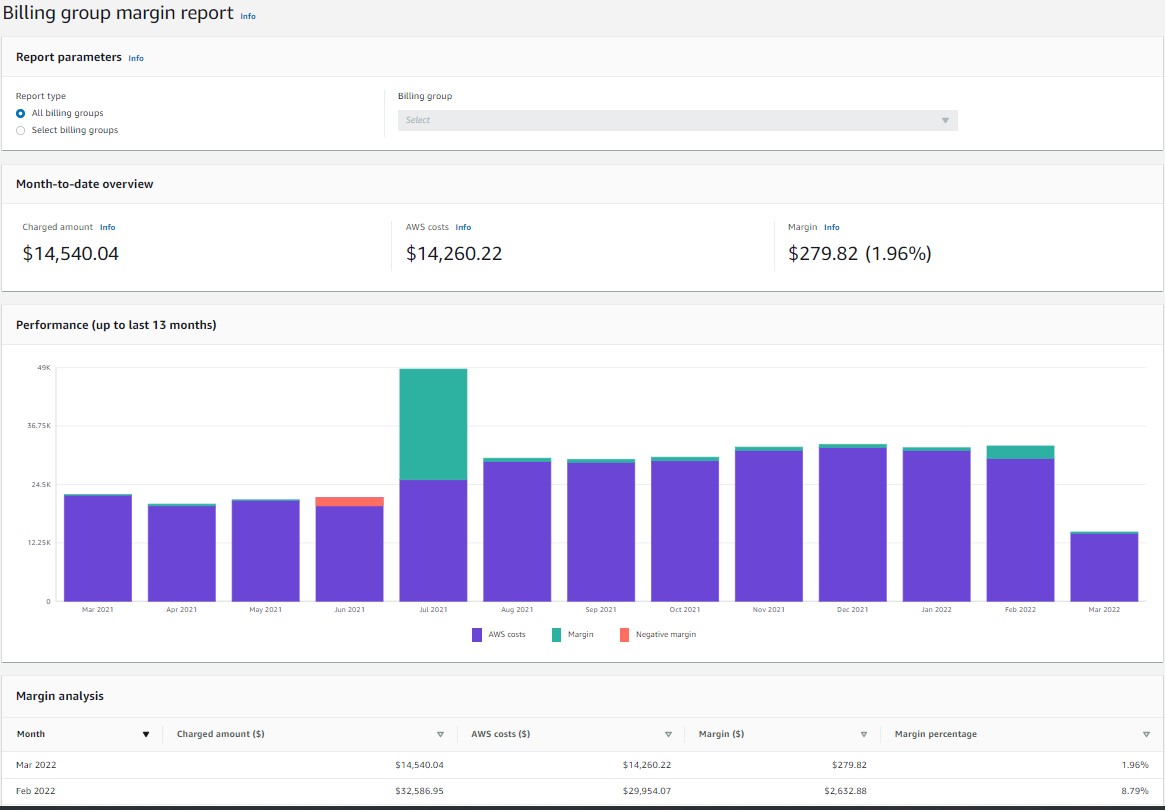 Billing group margin report Info
Report parameters Info
Report type
Billing group
All billing groups
Select
Select billing groups
Month-to-date overview
Charged amount Info
AWS costs Info
Margin Info
$14,540.04
$14,260.22
$279.82 (1.96%)
Performance (up to last 13 months)
49K
36.75K
24.5K
12.25K
0
Mar 2021 Apr 2021 May 2021 Jun 2021 Jul 2021 Aug 2021 Sep 2021 Oct 2021 Nov 2021 Dec 2021 Jan 2022 Feb 2022 Mar 2022
AWS costs Margin Negative margin
Margin analysis
Month Charged amount ($) AWS costs ($) Margin ($) Margin percentage
Mar 2022 $14,540.04 $14,260.22 $279.82 1.96%
Feb 2022 $32,586.95 $29,954.07 $2,632.88 8.79%